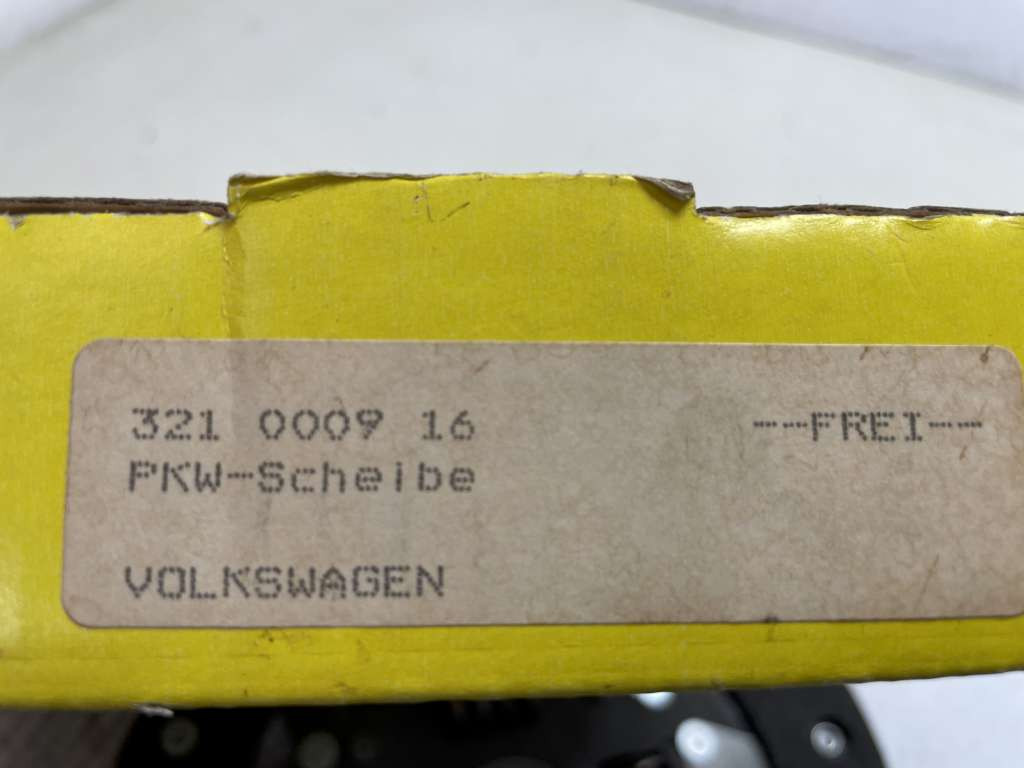 321 0009 16 --FREI--
PKW-Scheibe
VOLKSWAGEN